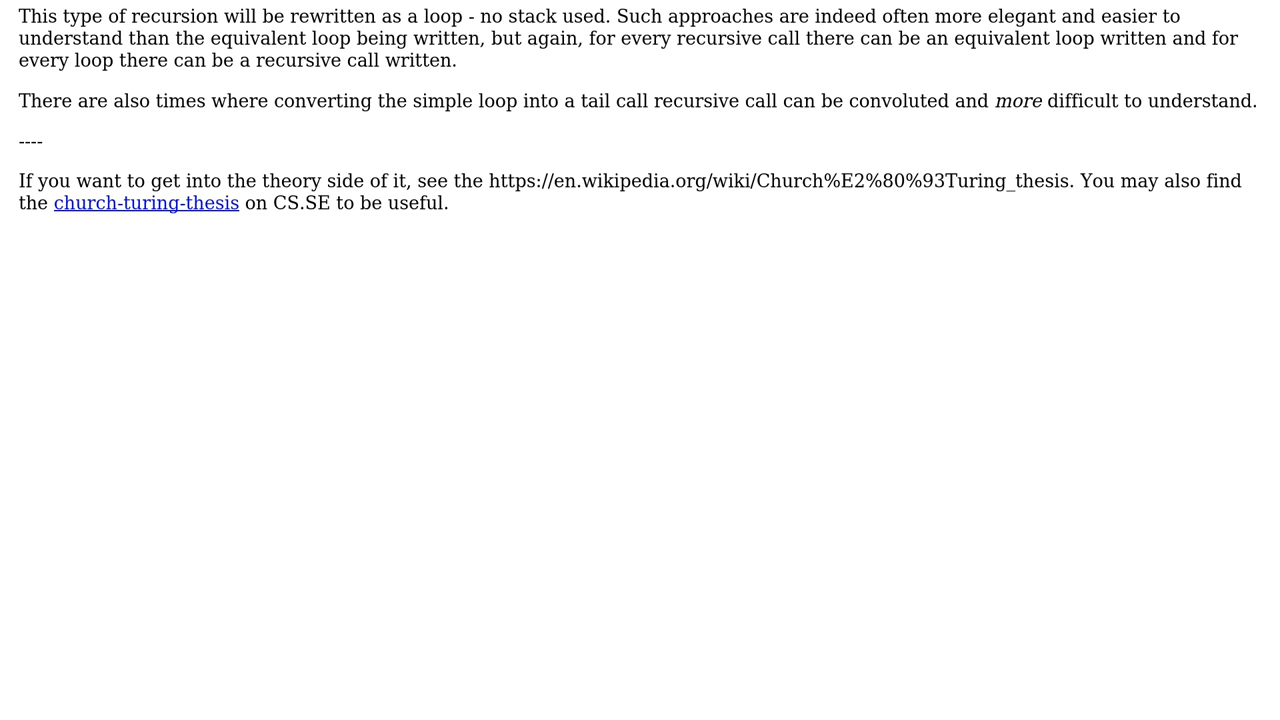 This type of recursion will be rewritten as a loop - no stack used. Such approaches are indeed often more elegant and easier to
understand than the equivalent loop being written, but again, for every recursive call there can be an equivalent loop written and for
every loop there can be a recursive call written.
There are also times where converting the simple loop into a tail call recursive call can be convoluted and more difficult to understand.
----
If you want to get into the theory side of it, see the https://en.wikipedia.org/wiki/Church%E2%80%93Turing_thesis. You may also find
the church-turing-thesis on CS.SE to be useful.